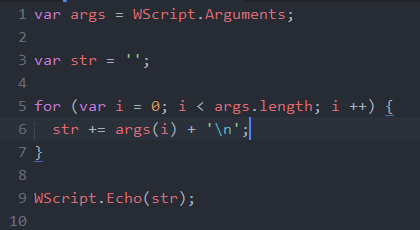 1 var args = WScript.Arguments;
2
3 var str = '';
4
5 for (var i = 0; i < args.length; i ++) {
6   str += args(i) + '\n';
7 }
8
9 WScript.Echo(str);
10